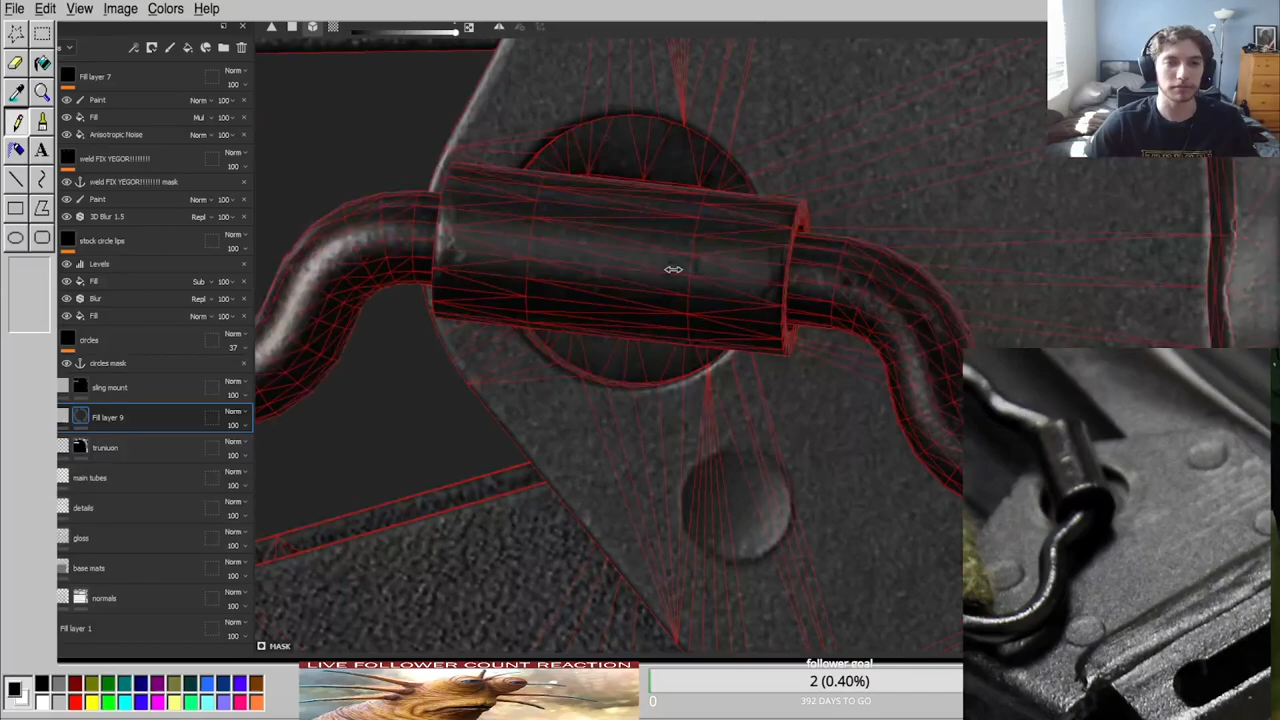 File Edit View Image Colors Help
s
Fill layer 7 Norm
100
Paint Norm 100
Fill Mul 100
Anisotropic Noise Norm 100
weld FIX YEGOR!!!!!!!! Norm
100
weld FIX YEGOR!!!!!!!! mask
Paint Norm 100
3D Blur 1.5 Repl 100
stock circle lips Norm
100
Levels
Fill Sub 100
Blur Repl 100
Fill Norm 100
circles Norm
37
circles mask
sling mount Norm
100
Fill layer 9 Norm
100
truniuon Norm
100
main tubes Norm
100
details Norm
100
gloss Norm
100
base mats Norm
100
normals Norm
100
Fill layer 1 Norm
100
MASK
A
LIVE FOLLOWER COUNT REACTION
follower goal
2 (0.40%)
0
392 DAYS TO GO